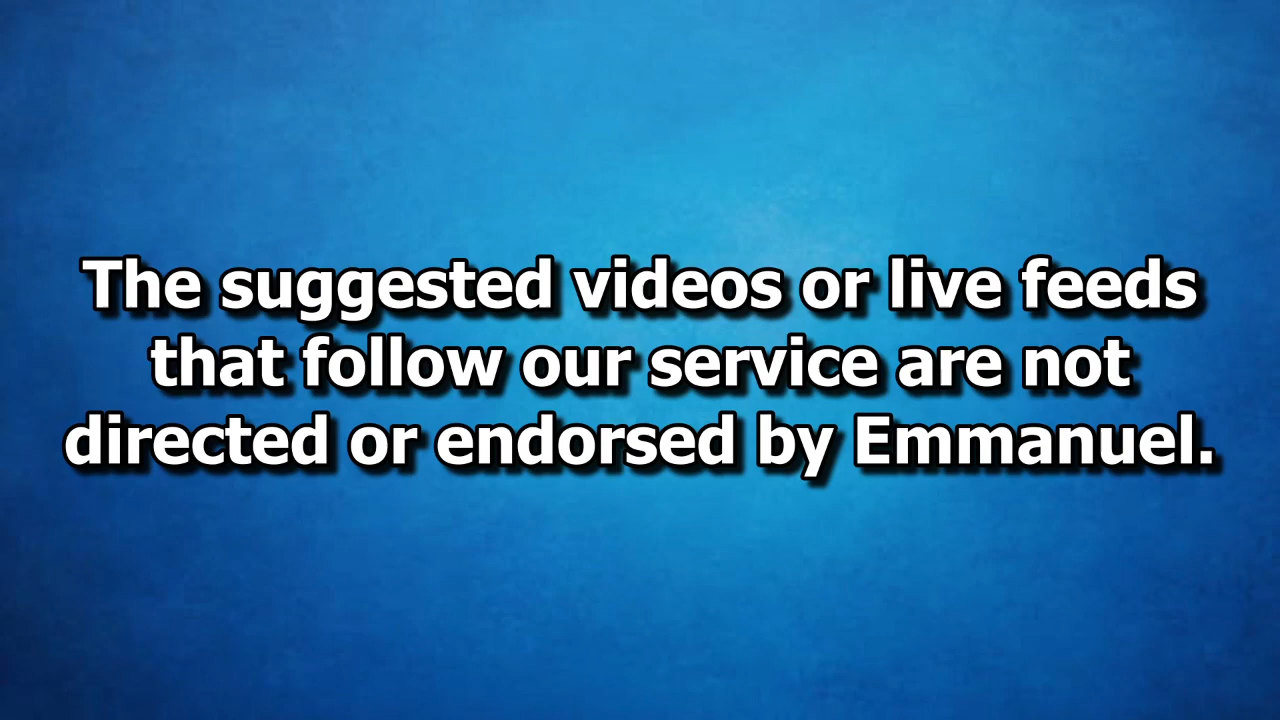 The suggested videos or live feeds
that follow our service are not
directed or endorsed by Emmanuel.